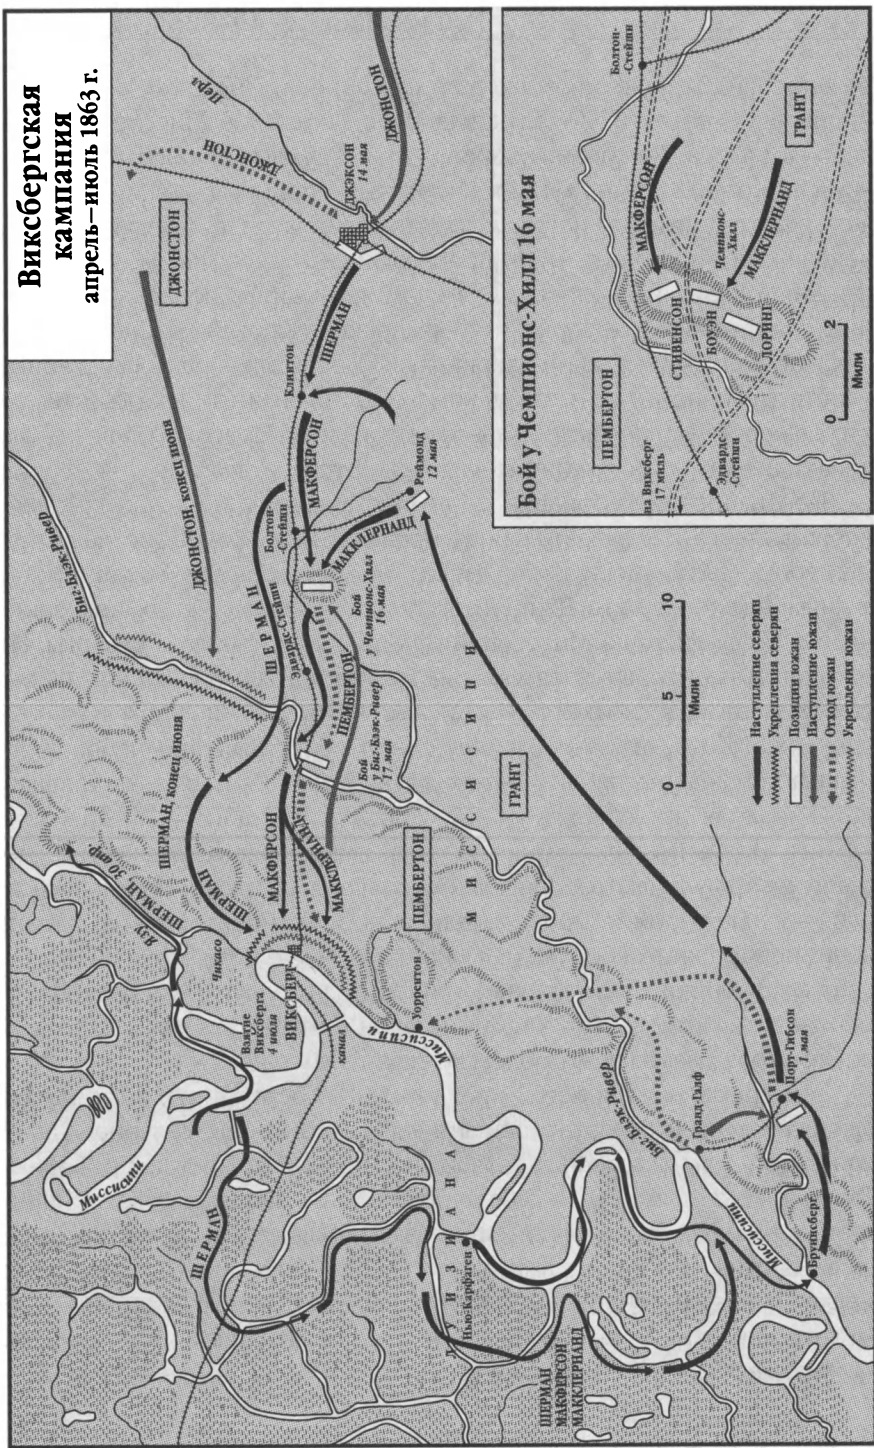 Виксбергская
кампания
апрель–июль 1863 г.
Перл
ДЖОНСТОН
ДЖОНСТОН
ДЖЭКСОН
14 мая
ДЖОНСТОН
ШЕРМАН
Клинтон
МАКФЕРСОН
ДЖОНСТОН, конец июня
Биг-Блэк-Ривер
Болтон-
-Стейшн
Реймонд
12 мая
МАККЛЕРНАНД
ШЕРМАН
Эдвардс-Стейшн
Бой
у Чемпионс-Хилл
16 мая
ПЕМБЕРТОН
Бой
у Биг-Блэк-Ривер
17 мая
ШЕРМАН, конец июня
ШЕРМАН
МАКФЕРСОН
МАККЛЕРНАНД
ПЕМБЕРТОН
ГРАНТ
МИССИСИПИ
ШЕРМАН, 30 апр.
Язу
Чикасо
Взятие
Виксберга
4 июля
ВИКСБЕРГ
канал
Миссисипи
Уоррентон
Миссисипи
ШЕРМАН
ЛУИЗИАНА
Нью-Карфаген
ШЕРМАН
МАКФЕРСОН
МАККЛЕРНАНД
Биг-Блэк-Ривер
Гранд-Галф
Порт-Гибсон
1 мая
Миссисипи
Бруинсберг
0 5 10
Мили
Наступление северян
Укрепления северян
Позиции южан
Наступление южан
Отход южан
Укрепления южан
Бой у Чемпионс-Хилл 16 мая
Болтон-
-Стейшн
ГРАНТ
МАКФЕРСОН
МАККЛЕРНАНД
Чемпионс-
-Хилл
СТИВЕНСОН
БОУЭН
ЛОРИНГ
ПЕМБЕРТОН
на Виксберг
17 миль
Эдвардс-
-Стейшн
0 2
Мили